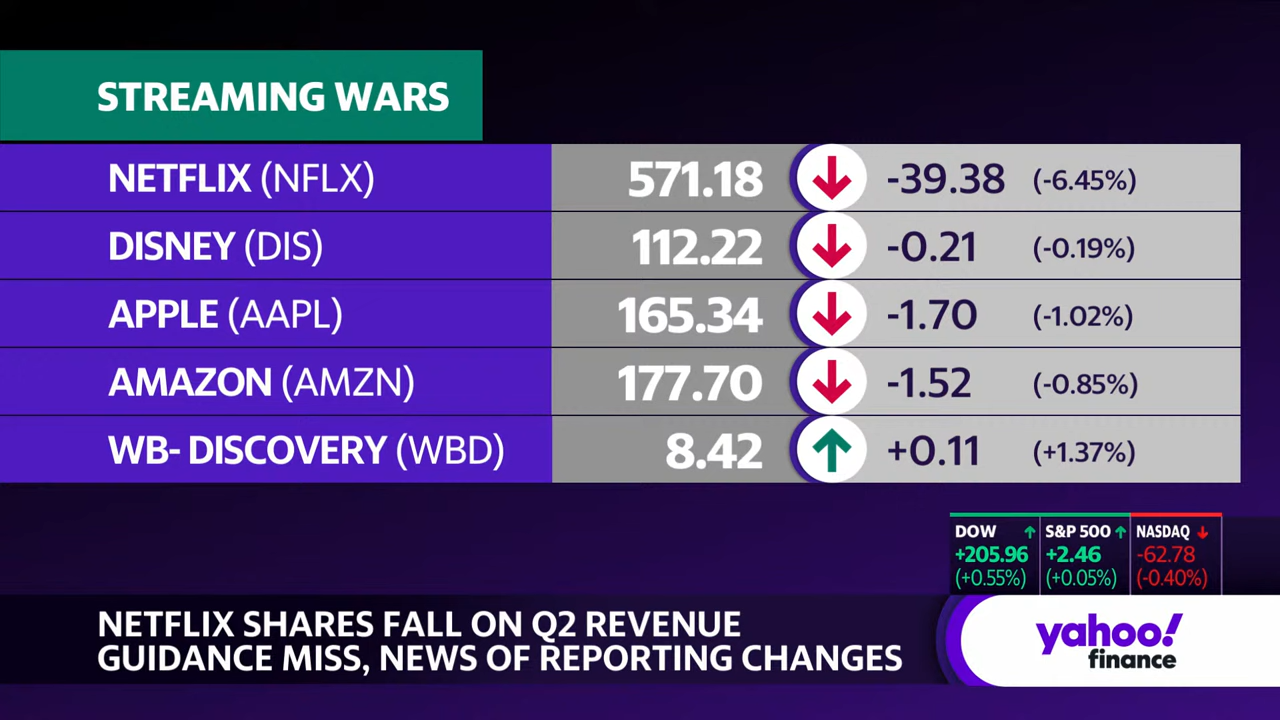 STREAMING WARS
NETFLIX (NFLX) 571.18 -39.38 (-6.45%)
DISNEY (DIS) 112.22 -0.21 (-0.19%)
APPLE (AAPL) 165.34 -1.70 (-1.02%)
AMAZON (AMZN) 177.70 -1.52 (-0.85%)
WB- DISCOVERY (WBD) 8.42 +0.11 (+1.37%)
DOW S&P 500 NASDAQ
+205.96 +2.46 -62.78
(+0.55%) (+0.05%) (-0.40%)
NETFLIX SHARES FALL ON Q2 REVENUE
GUIDANCE MISS, NEWS OF REPORTING CHANGES
yahoo!
finance